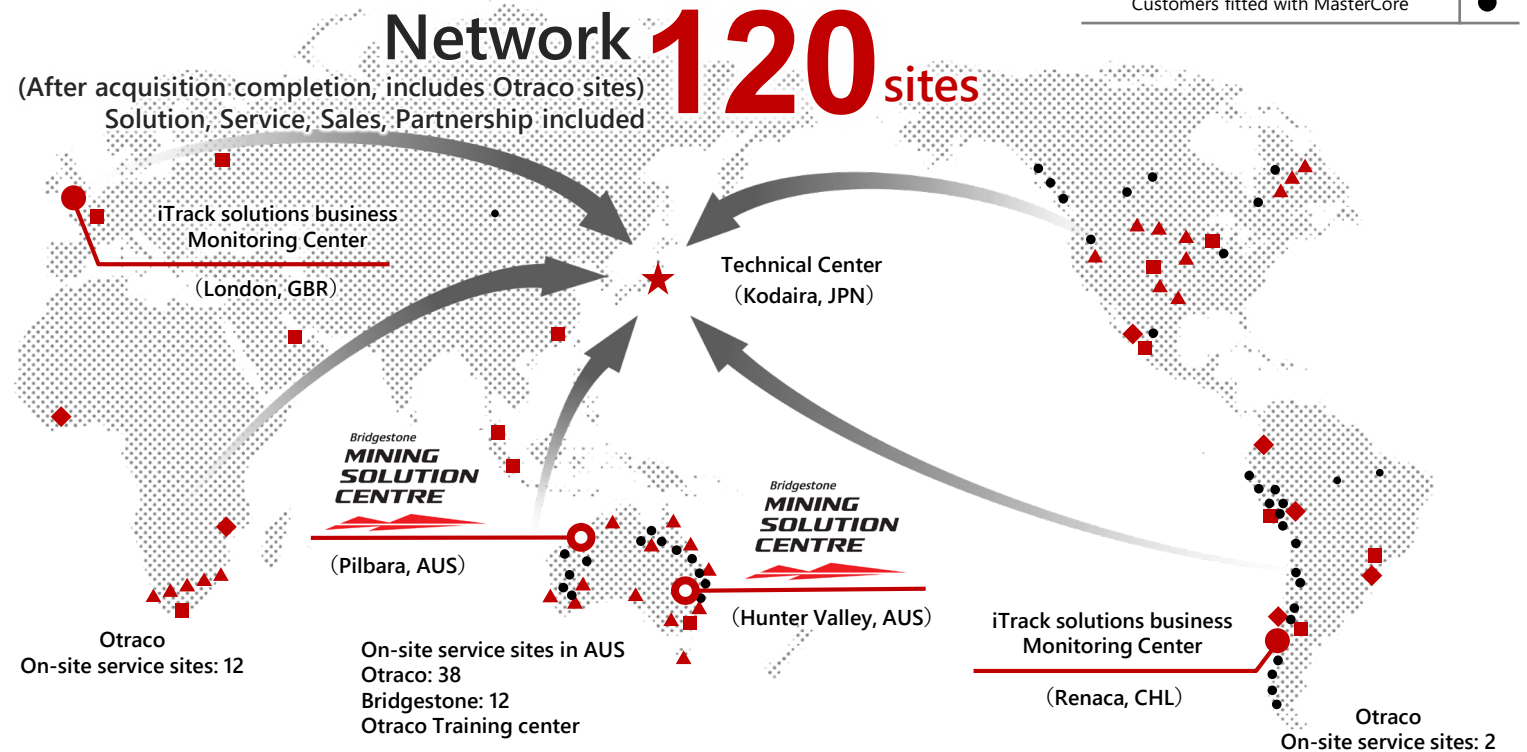 Customers fitted with MasterCore
Network 120 sites
(After acquisition completion, includes Otraco sites)
Solution, Service, Sales, Partnership included
iTrack solutions business
Monitoring Center
(London, GBR)
Technical Center
(Kodaira, JPN)
Bridgestone
MINING
SOLUTION
CENTRE
(Pilbara, AUS)
Bridgestone
MINING
SOLUTION
CENTRE
(Hunter Valley, AUS)
Otraco
On-site service sites: 12
On-site service sites in AUS
Otraco: 38
Bridgestone: 12
Otraco Training center
iTrack solutions business
Monitoring Center
(Renaca, CHL)
Otraco
On-site service sites: 2